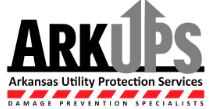 ARKUPS
Arkansas Utility Protection Services
DAMAGE PREVENTION SPECIALISTS